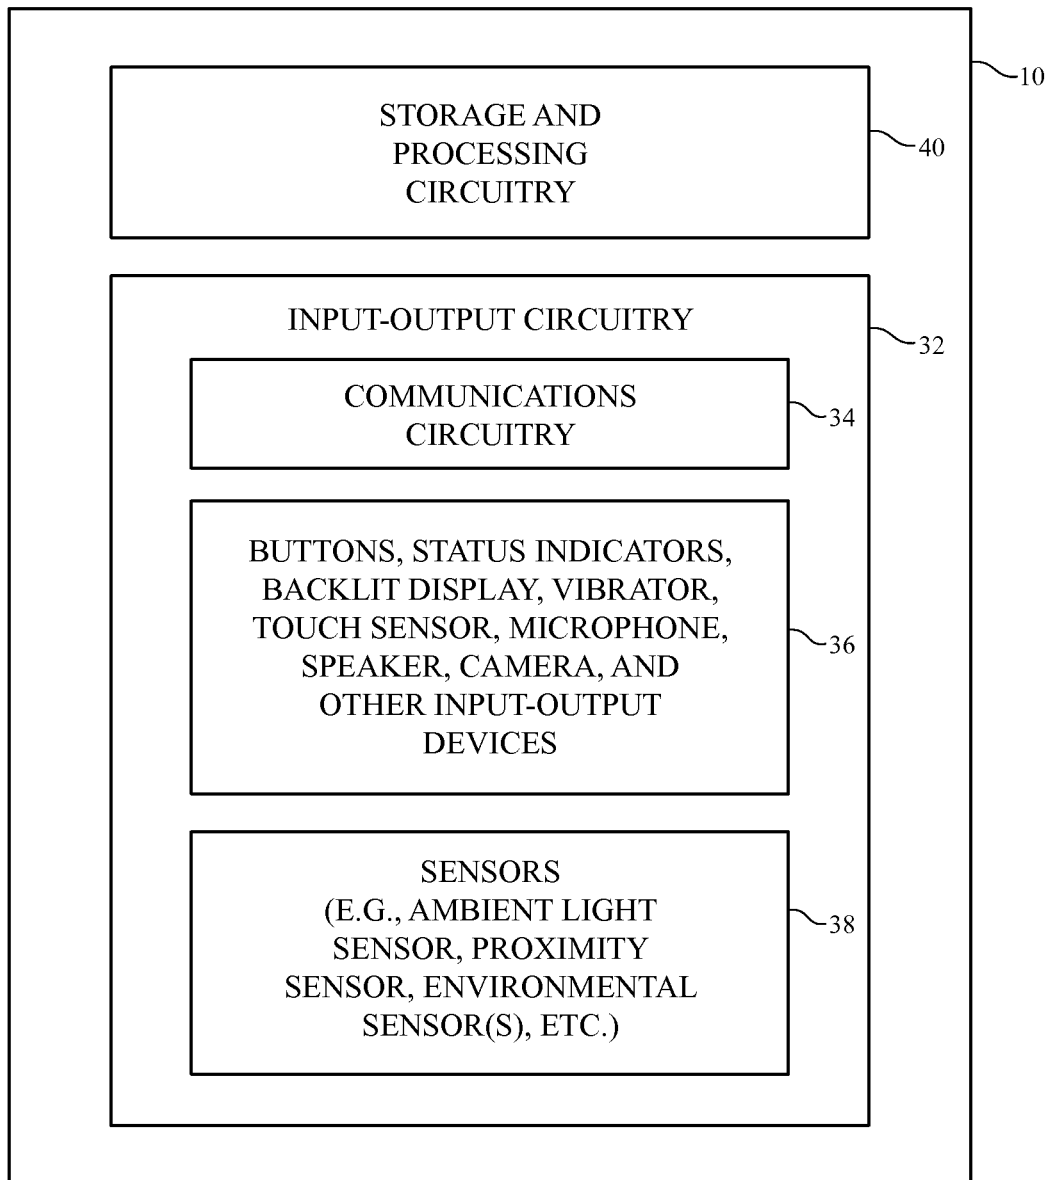 10
STORAGE AND
PROCESSING
CIRCUITRY
40
INPUT-OUTPUT CIRCUITRY
32
COMMUNICATIONS
CIRCUITRY
34
BUTTONS, STATUS INDICATORS,
BACKLIT DISPLAY, VIBRATOR,
TOUCH SENSOR, MICROPHONE,
SPEAKER, CAMERA, AND
OTHER INPUT-OUTPUT
DEVICES
36
SENSORS
(E.G., AMBIENT LIGHT
SENSOR, PROXIMITY
SENSOR, ENVIRONMENTAL
SENSOR(S), ETC.)
38